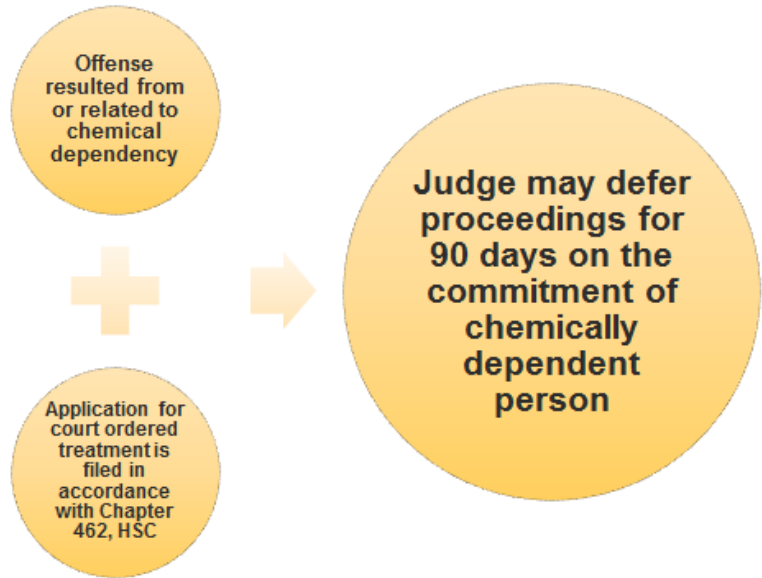 Offense
resulted from
or related to
chemical
dependency
Application for
court ordered
treatment is
filed in
accordance
with Chapter
462, HSC
Judge may defer
proceedings for
90 days on the
commitment of
chemically
dependent
person